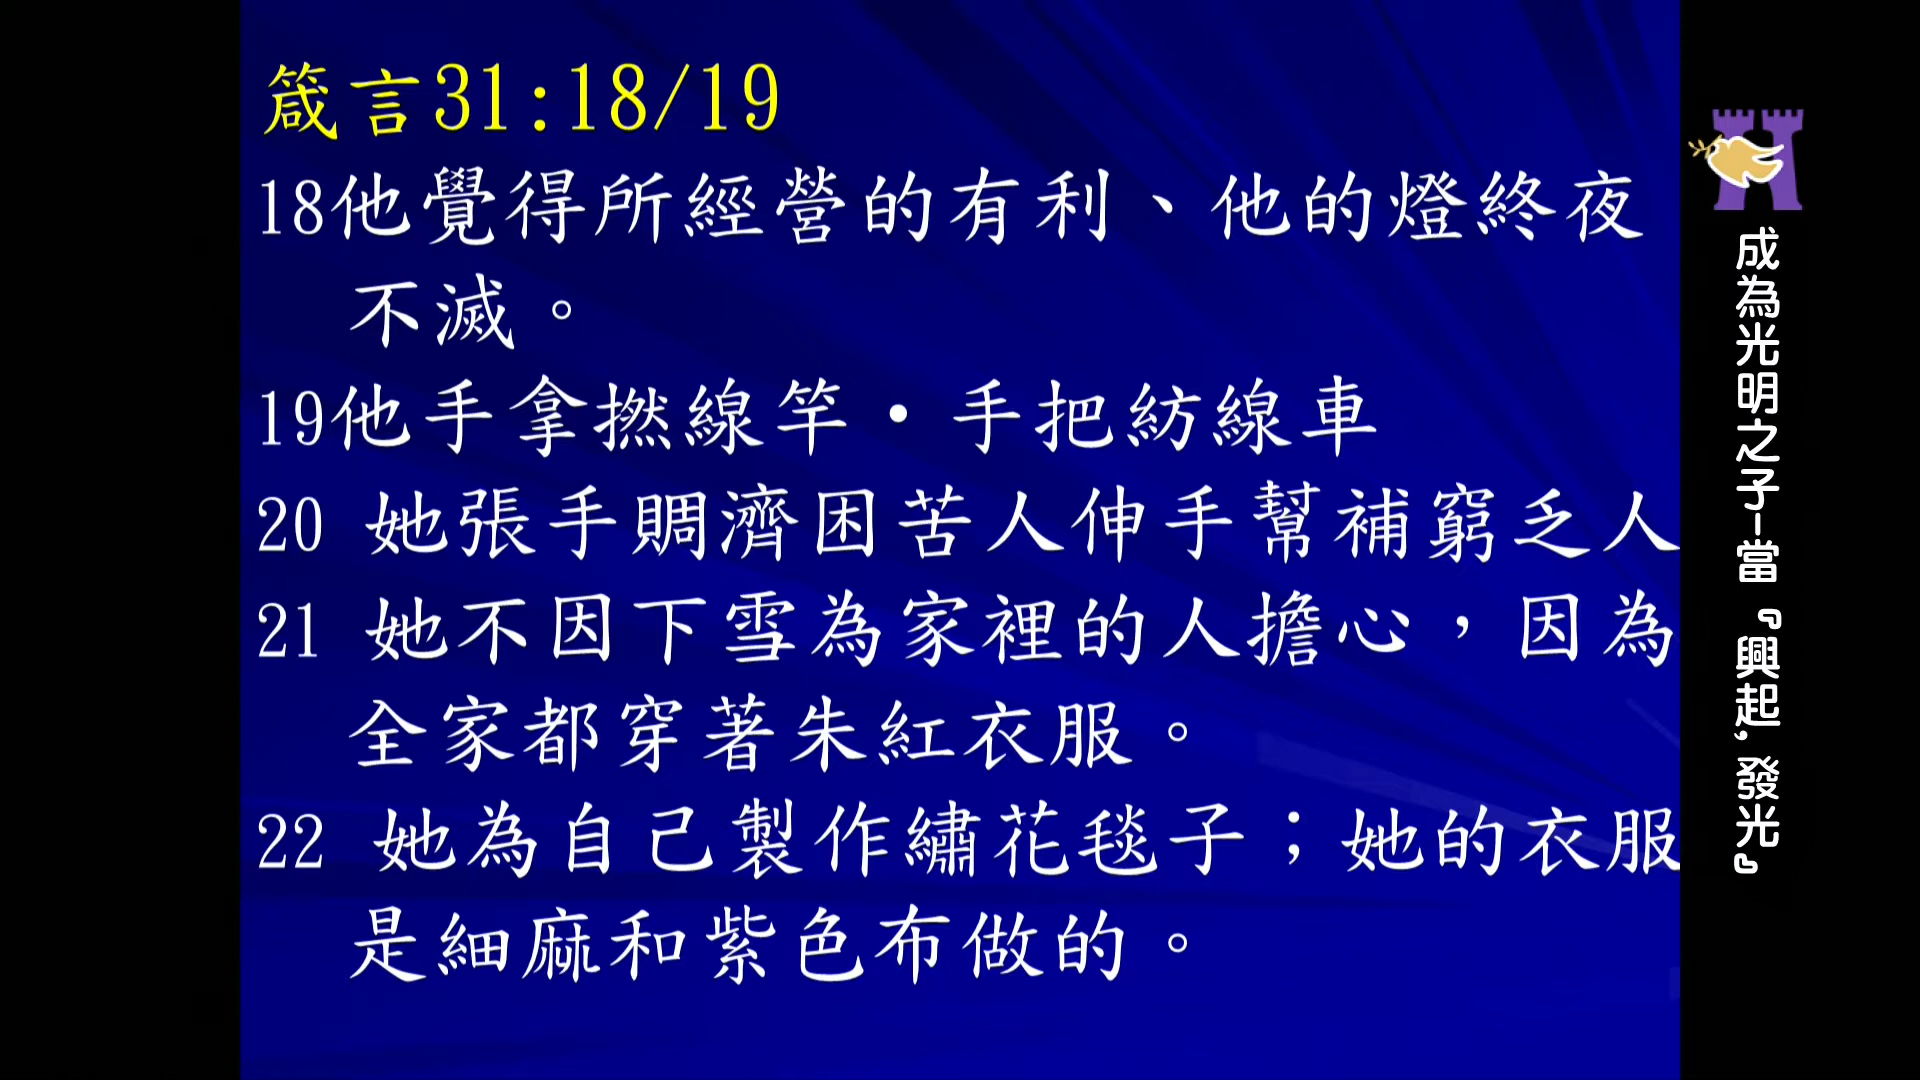 箴言31:18/19
18他覺得所經營的有利、他的燈終夜
不滅。
19他手拿撚線竿·手把紡線車
20 她張手賙濟困苦人伸手幫補窮乏人
21 她不因下雪為家裡的人擔心，因為
全家都穿著朱紅衣服。
22 她為自己製作繡花毯子；她的衣服
是細麻和紫色布做的。
成為光明之子-當『興起,發光』